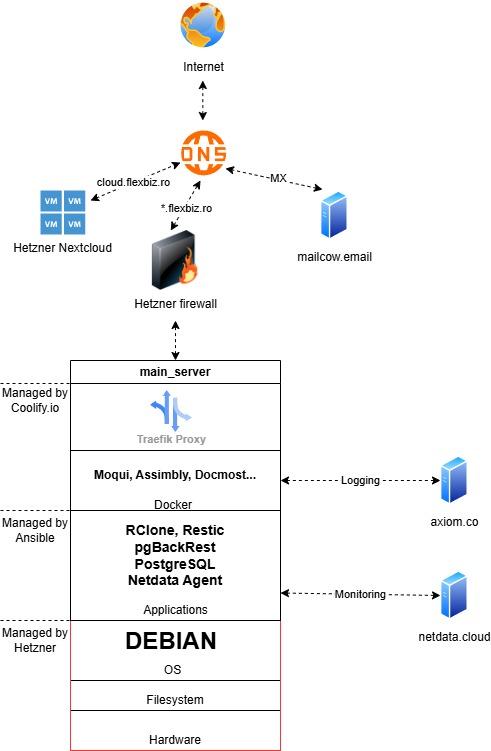 Internet
DNS
cloud.flexbiz.ro
MX
*.flexbiz.ro
VM VM
VM VM
Hetzner Nextcloud
mailcow.email
Hetzner firewall
main_server
Managed by
Coolify.io
Traefik Proxy
Moqui, Assimbly, Docmost...
Docker
Logging
axiom.co
Managed by
Ansible
RClone, Restic
pgBackRest
PostgreSQL
Netdata Agent
Applications
Monitoring
netdata.cloud
Managed by
Hetzner
DEBIAN
OS
Filesystem
Hardware